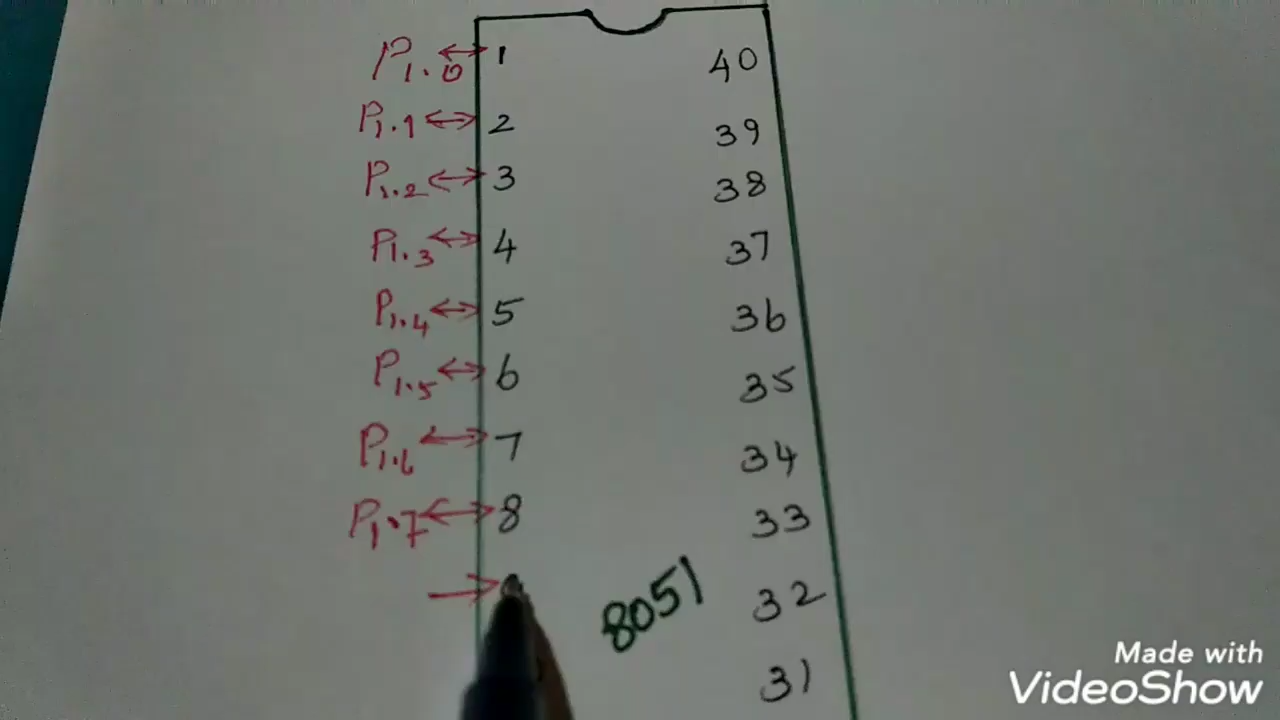 P1.0 ↔ 1 40
P1.1 ↔ 2 39
P1.2 ↔ 3 38
P1.3 ↔ 4 37
P1.4 ↔ 5 36
P1.5 ↔ 6 35
P1.6 ↔ 7 34
P1.7 ↔ 8 33
→ 32
8051
31
Made with
VideoShow